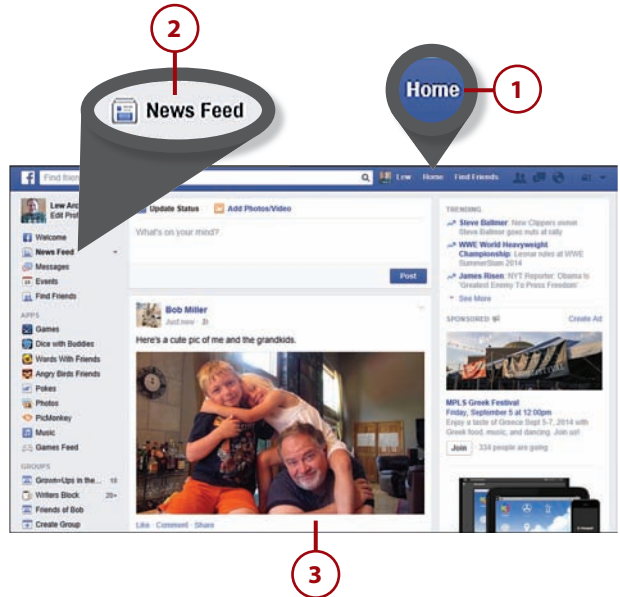 2
News Feed
Home
1
f
Lew Home Find Friends
Edit
Welcome
News Feed
Messages
Events
Find Friends
APPS
Games
Dice with Buddies
Words With Friends
Angry Birds Friends
Pokes
Photos
PicMonkey
Music
Games Feed
GROUPS
Grown=Ups in the... 10
Writers Block 20+
Friends of Bob
Create Group
Update Status Add Photos/Video
What's on your mind?
Post
Bob Miller
Just now
Here's a cute pic of me and the grandkids.
Like · Comment · Share
TRENDING
Steve Ballmer: New Clippers owner
Steve Ballmer goes nuts at rally
WWE World Heavyweight
Championship: Lesnar rules at WWE
SummerSlam 2014
James Risen: NYT Reporter: Obama Is
'Greatest Enemy To Press Freedom'
See More
SPONSORED Create Ad
MPLS Greek Festival
Friday, September 5 at 12:00pm
Enjoy a taste of Greece Sept 5-7, 2014 with
Greek food, music, and dancing. Join us!
Join · 334 people are going
3